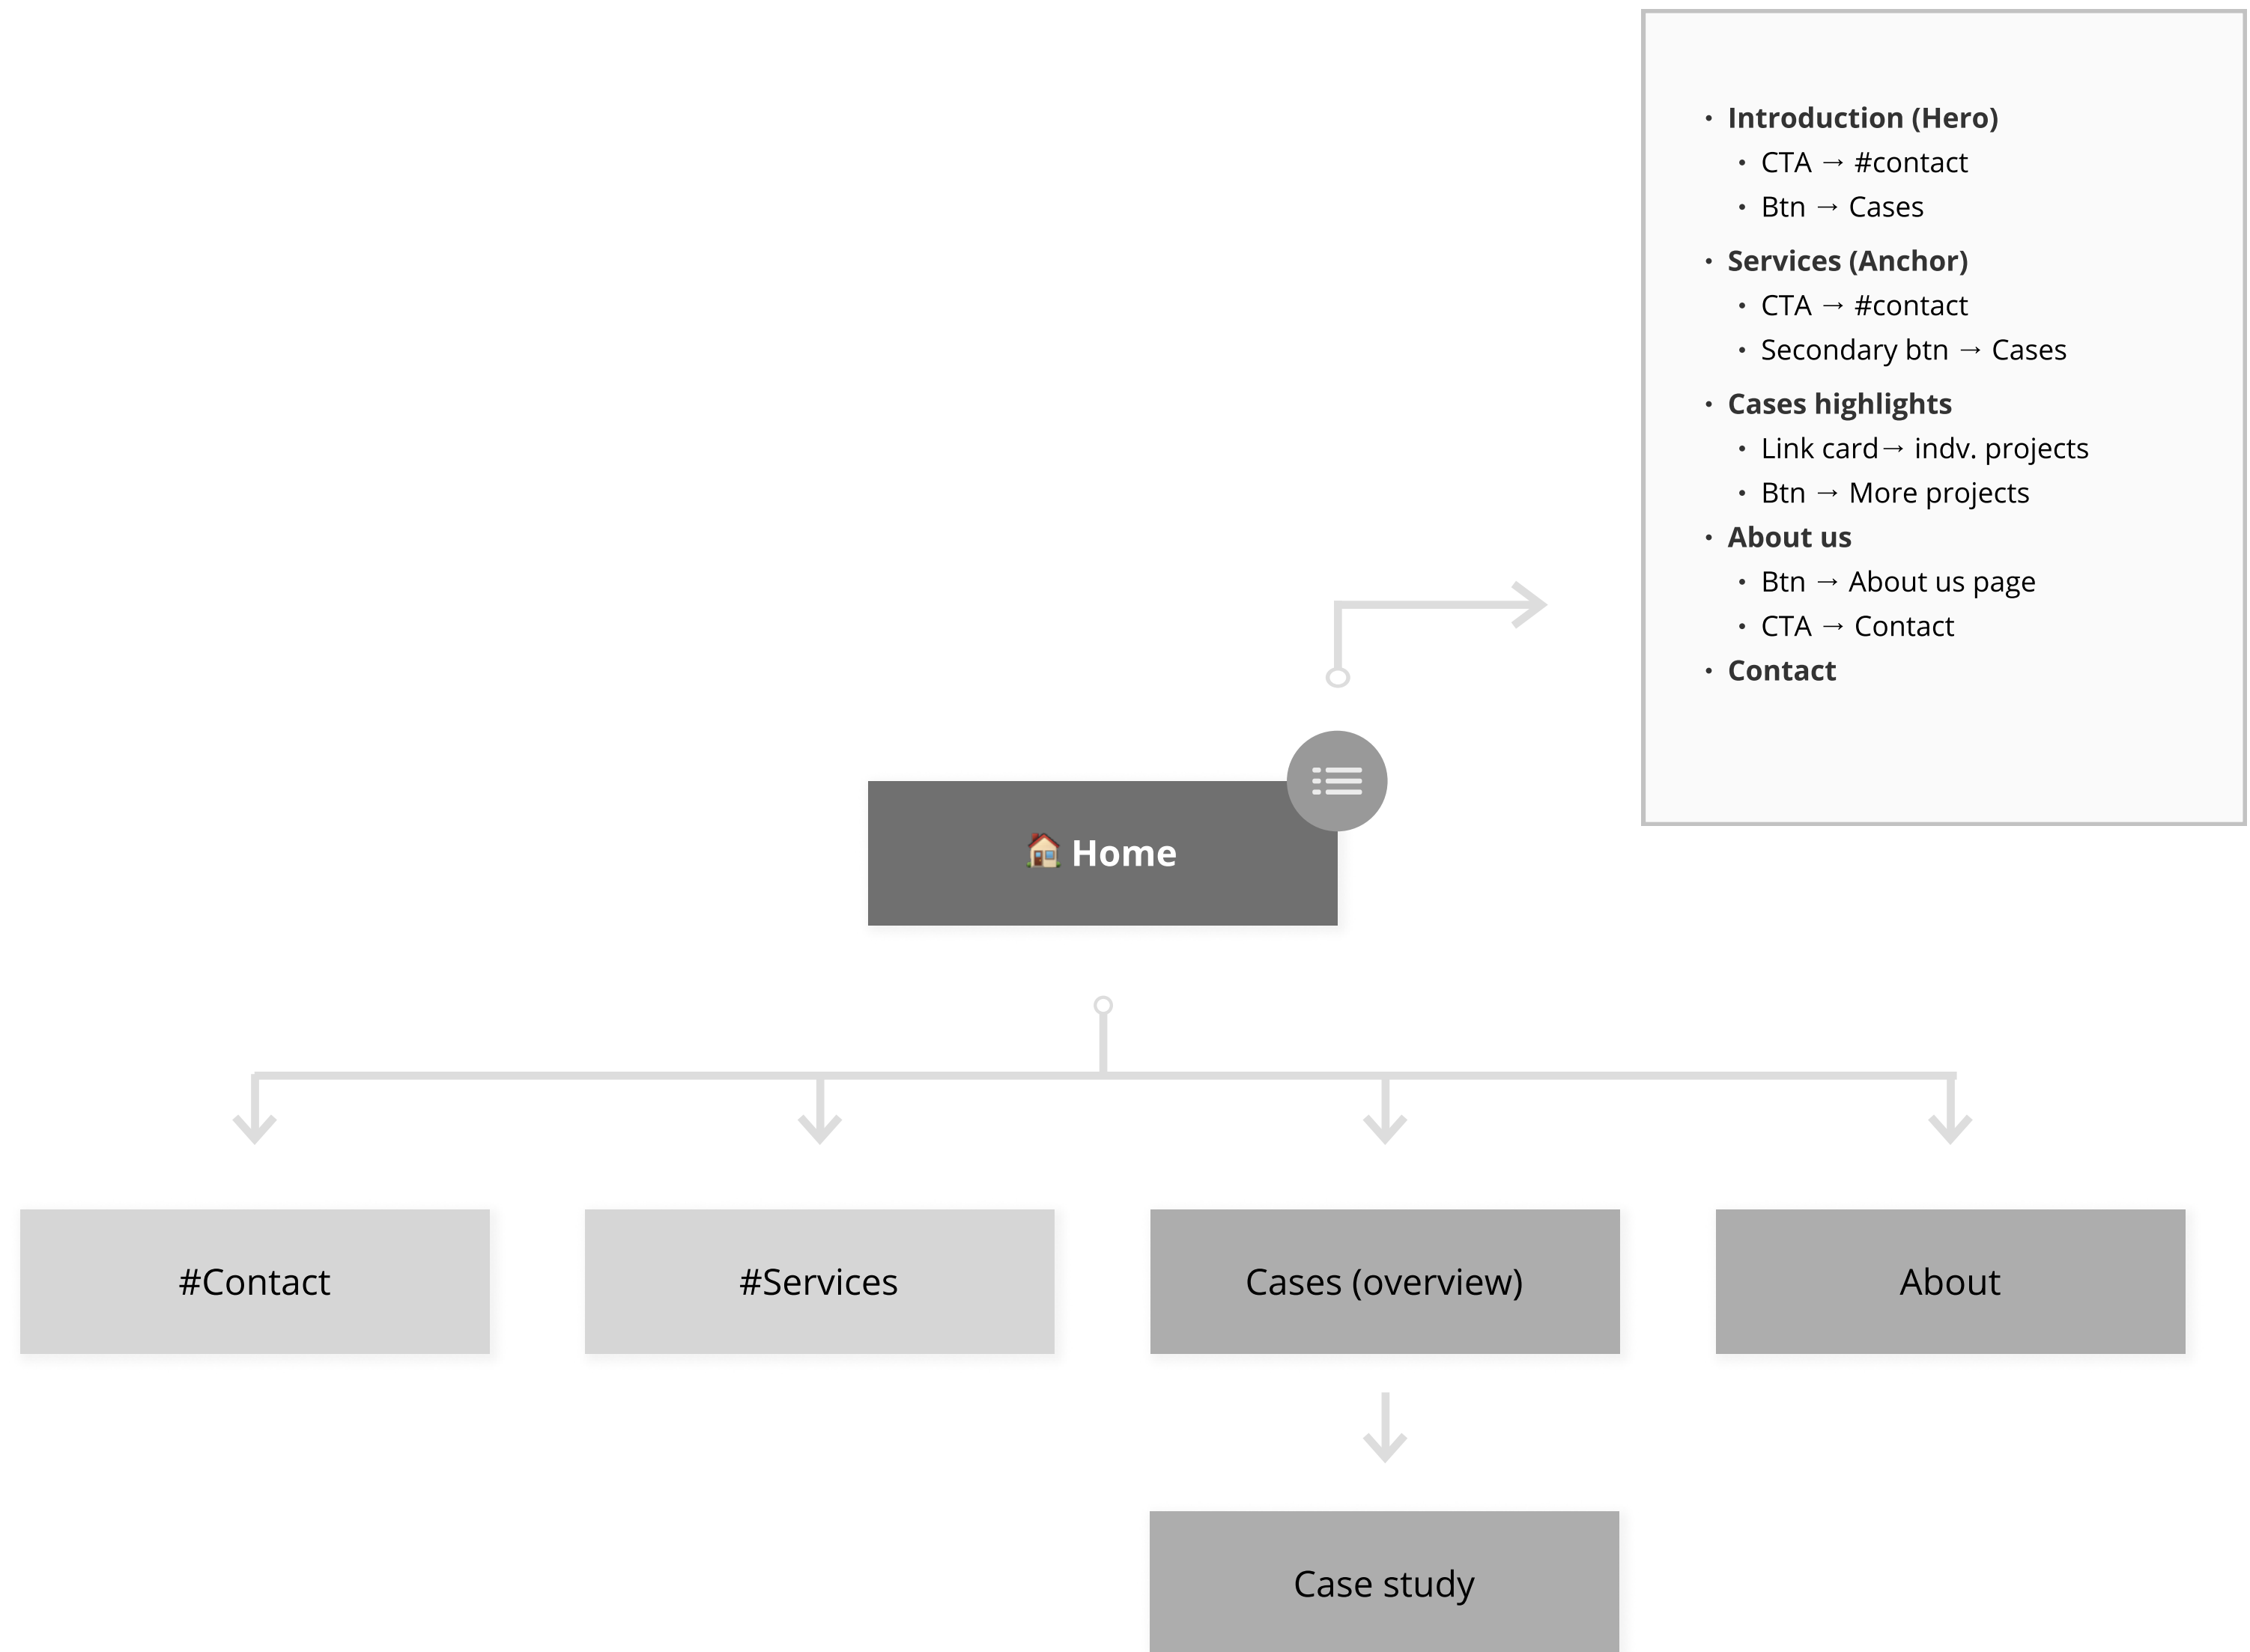 • Introduction (Hero)
• CTA → #contact
• Btn → Cases
• Services (Anchor)
• CTA → #contact
• Secondary btn → Cases
• Cases highlights
• Link card→ indv. projects
• Btn → More projects
• About us
• Btn → About us page
• CTA → Contact
• Contact
🏠 Home
#Contact
#Services
Cases (overview)
About
Case study